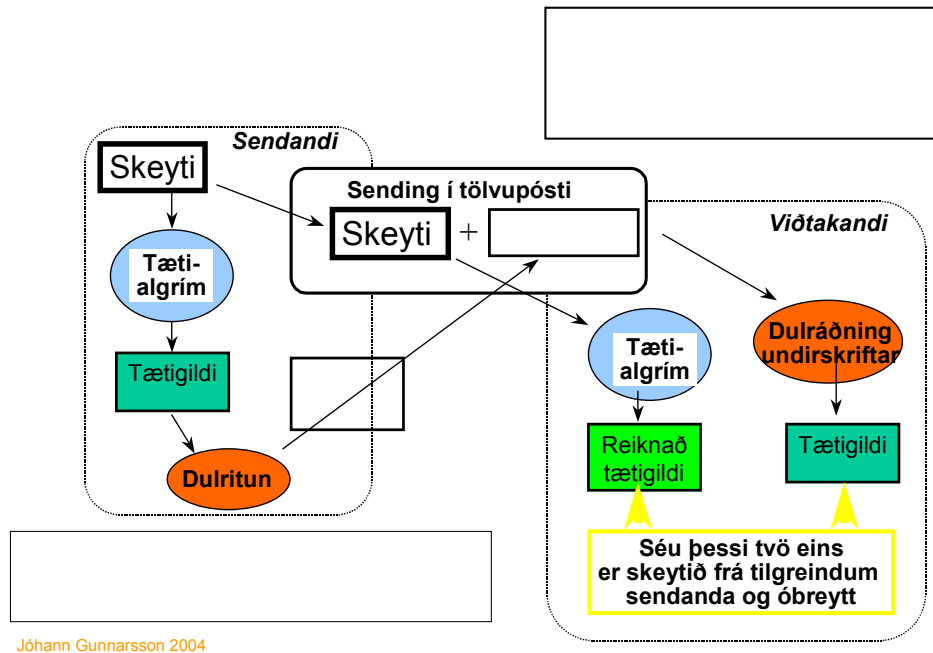 Sendandi
Skeyti
Sending í tölvupósti
Skeyti +
Viðtakandi
Tæti-
algrím
Dulráðning
undirskriftar
Tæti-
algrím
Tætigildi
Reiknað
tætigildi
Tætigildi
Dulritun
Séu þessi tvö eins
er skeytið frá tilgreindum
sendanda og óbreytt
Jóhann Gunnarsson 2004